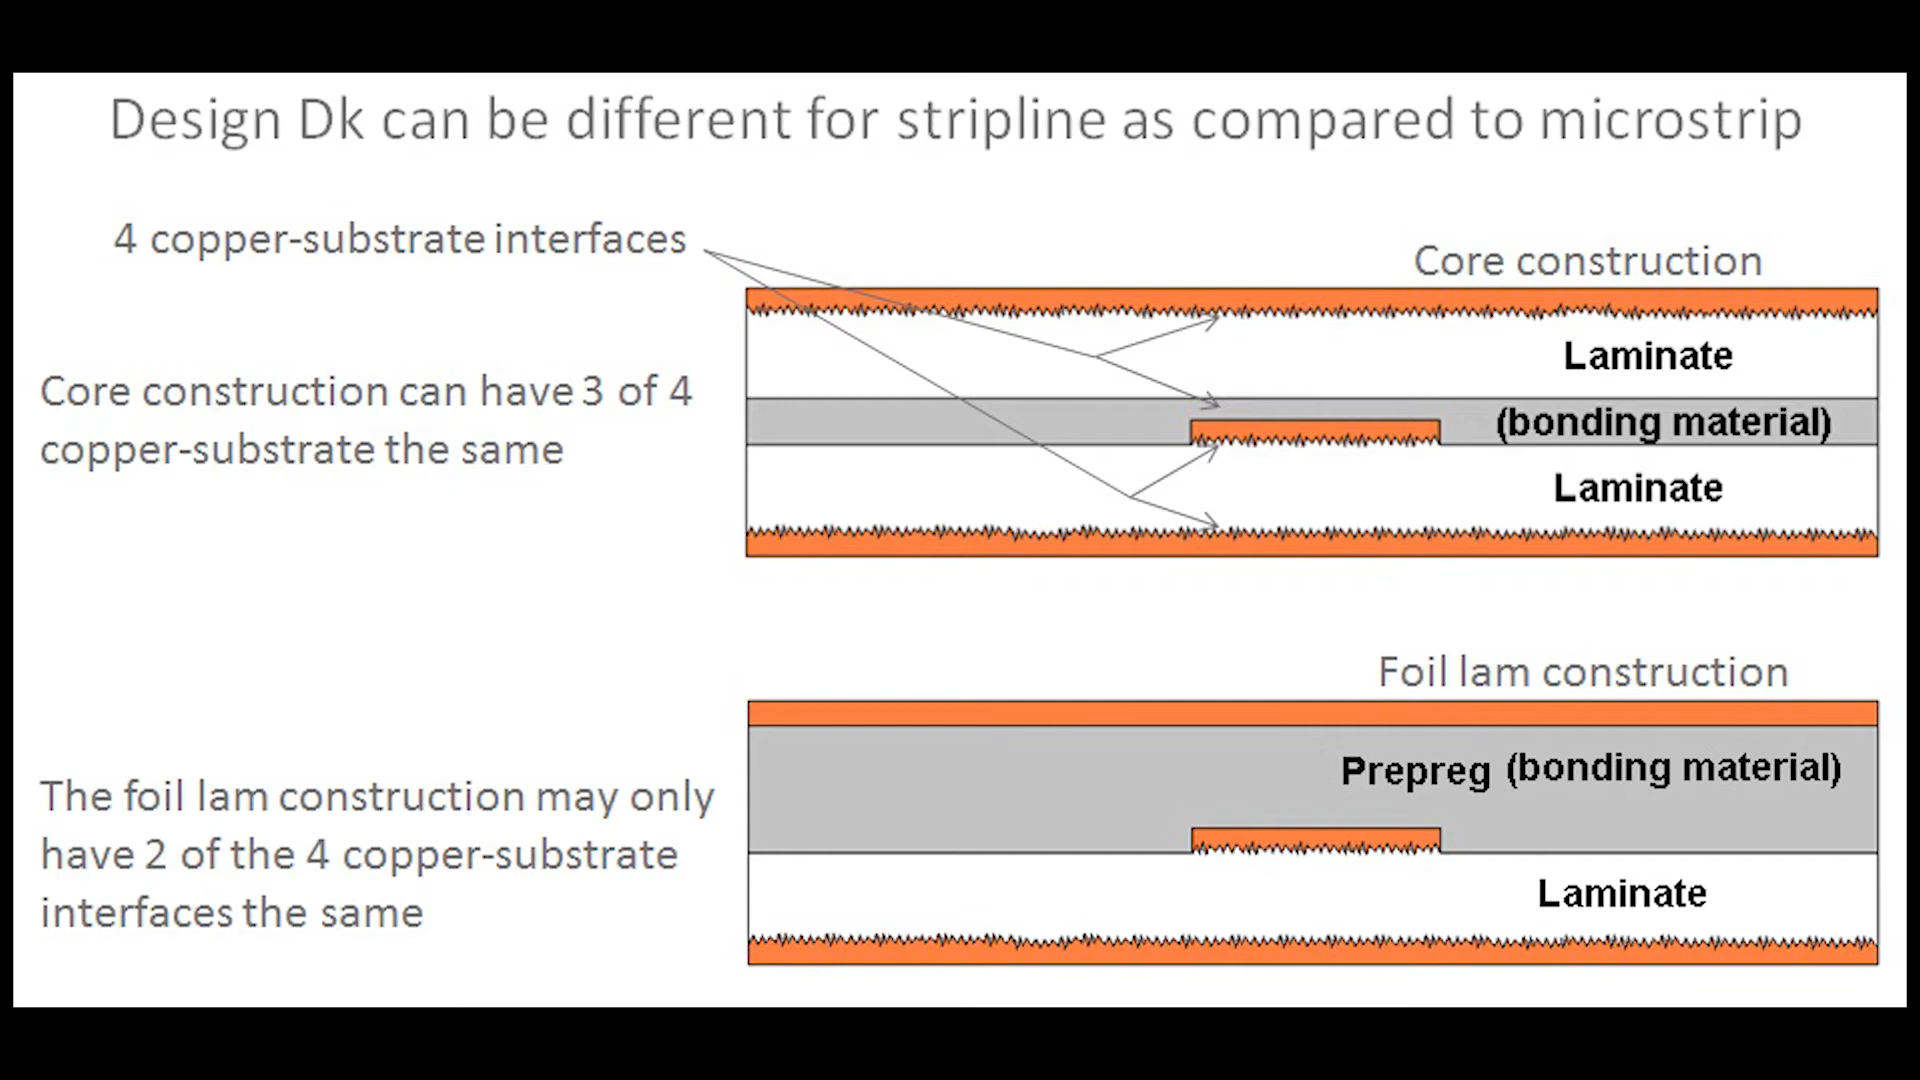 Design Dk can be different for stripline as compared to microstrip
4 copper-substrate interfaces
Core construction
Laminate
Core construction can have 3 of 4
copper-substrate the same
(bonding material)
Laminate
Foil lam construction
Prepreg (bonding material)
The foil lam construction may only
have 2 of the 4 copper-substrate
interfaces the same
Laminate